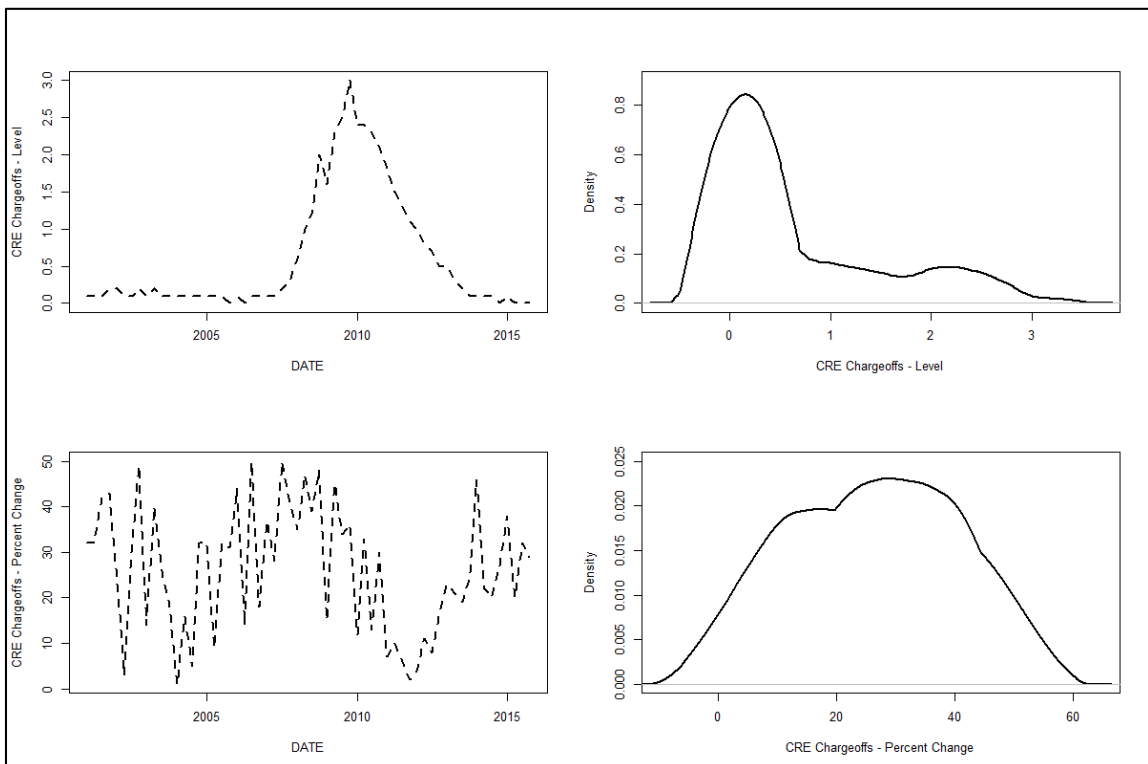 CRE Chargeoffs - Level
3.0
2.5
2.0
1.5
1.0
0.5
0.0
2005 2010 2015
DATE
Density
0.8
0.6
0.4
0.2
0.0
0 1 2 3
CRE Chargeoffs - Level
CRE Chargeoffs - Percent Change
50
40
30
20
10
0
2005 2010 2015
DATE
Density
0.025
0.020
0.015
0.010
0.005
0.000
0 20 40 60
CRE Chargeoffs - Percent Change